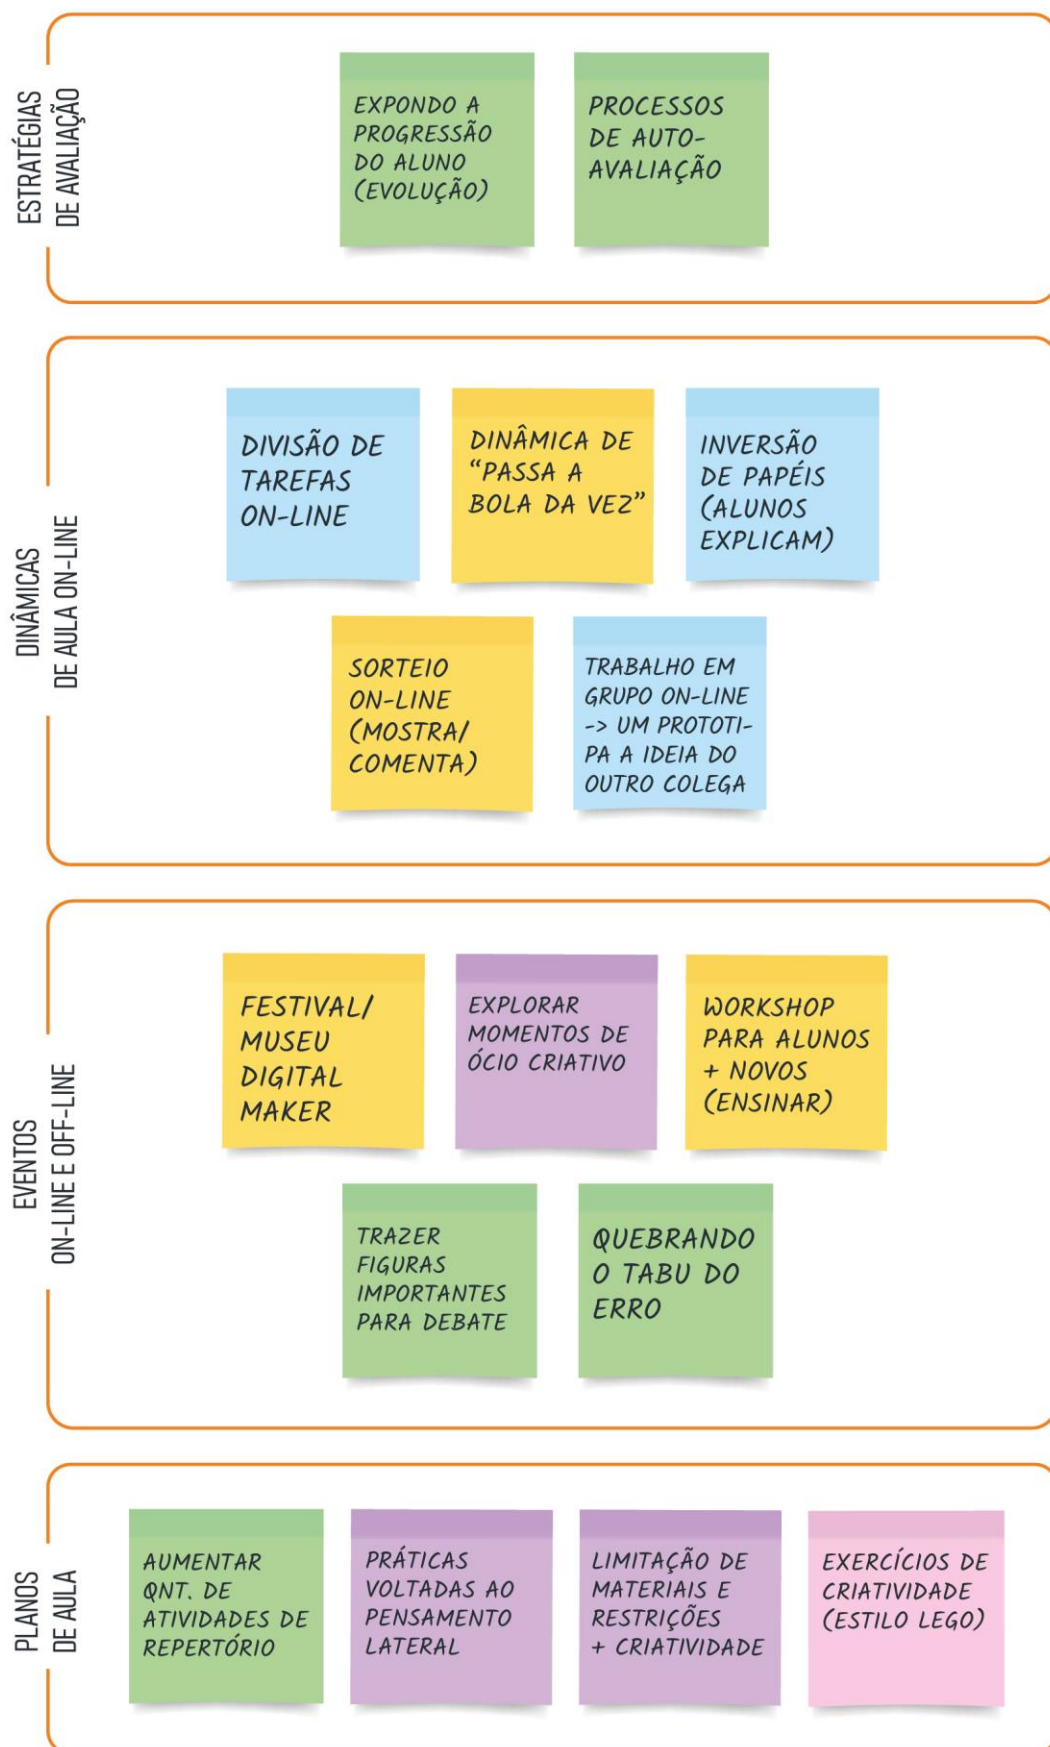 ESTRATÉGIAS
DE AVALIAÇÃO
EXPONDO A
PROGRESSÃO
DO ALUNO
(EVOLUÇÃO)
PROCESSOS
DE AUTO-
AVALIAÇÃO
DINÂMICAS
DE AULA ON-LINE
DIVISÃO DE
TAREFAS
ON-LINE
DINÂMICA DE
“PASSA A
BOLA DA VEZ”
INVERSÃO
DE PAPÉIS
(ALUNOS
EXPLICAM)
SORTEIO
ON-LINE
(MOSTRA/
COMENTA)
TRABALHO EM
GRUPO ON-LINE
-> UM PROTOTI-
PA A IDEIA DO
OUTRO COLEGA
EVENTOS
ON-LINE E OFF-LINE
FESTIVAL/
MUSEU
DIGITAL
MAKER
EXPLORAR
MOMENTOS DE
ÓCIO CRIATIVO
WORKSHOP
PARA ALUNOS
+ NOVOS
(ENSINAR)
TRAZER
FIGURAS
IMPORTANTES
PARA DEBATE
QUEBRANDO
O TABU DO
ERRO
PLANOS
DE AULA
AUMENTAR
QNT. DE
ATIVIDADES DE
REPERTÓRIO
PRÁTICAS
VOLTADAS AO
PENSAMENTO
LATERAL
LIMITAÇÃO DE
MATERIAIS E
RESTRIÇÕES
+ CRIATIVIDADE
EXERCÍCIOS DE
CRIATIVIDADE
(ESTILO LEGO)